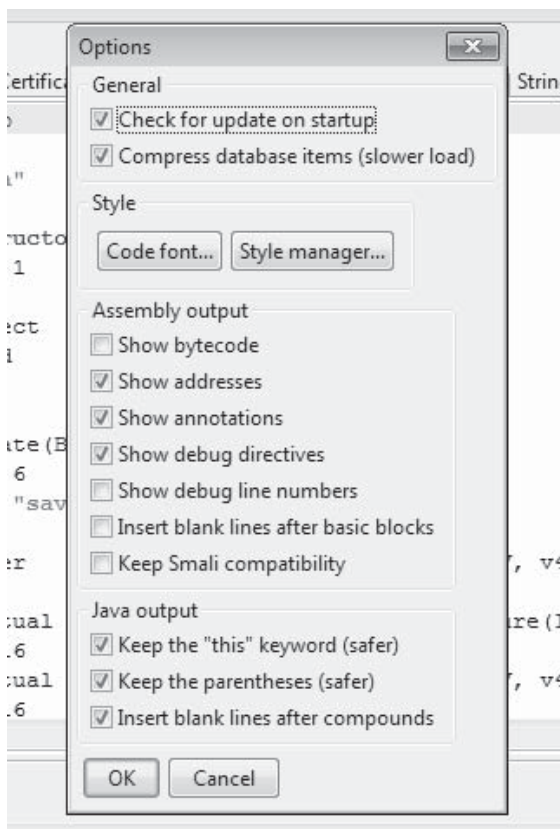 Options
General
Check for update on startup
Compress database items (slower load)
Style
Code font... Style manager...
Assembly output
Show bytecode
Show addresses
Show annotations
Show debug directives
Show debug line numbers
Insert blank lines after basic blocks
Keep Smali compatibility
Java output
Keep the "this" keyword (safer)
Keep the parentheses (safer)
Insert blank lines after compounds
OK Cancel